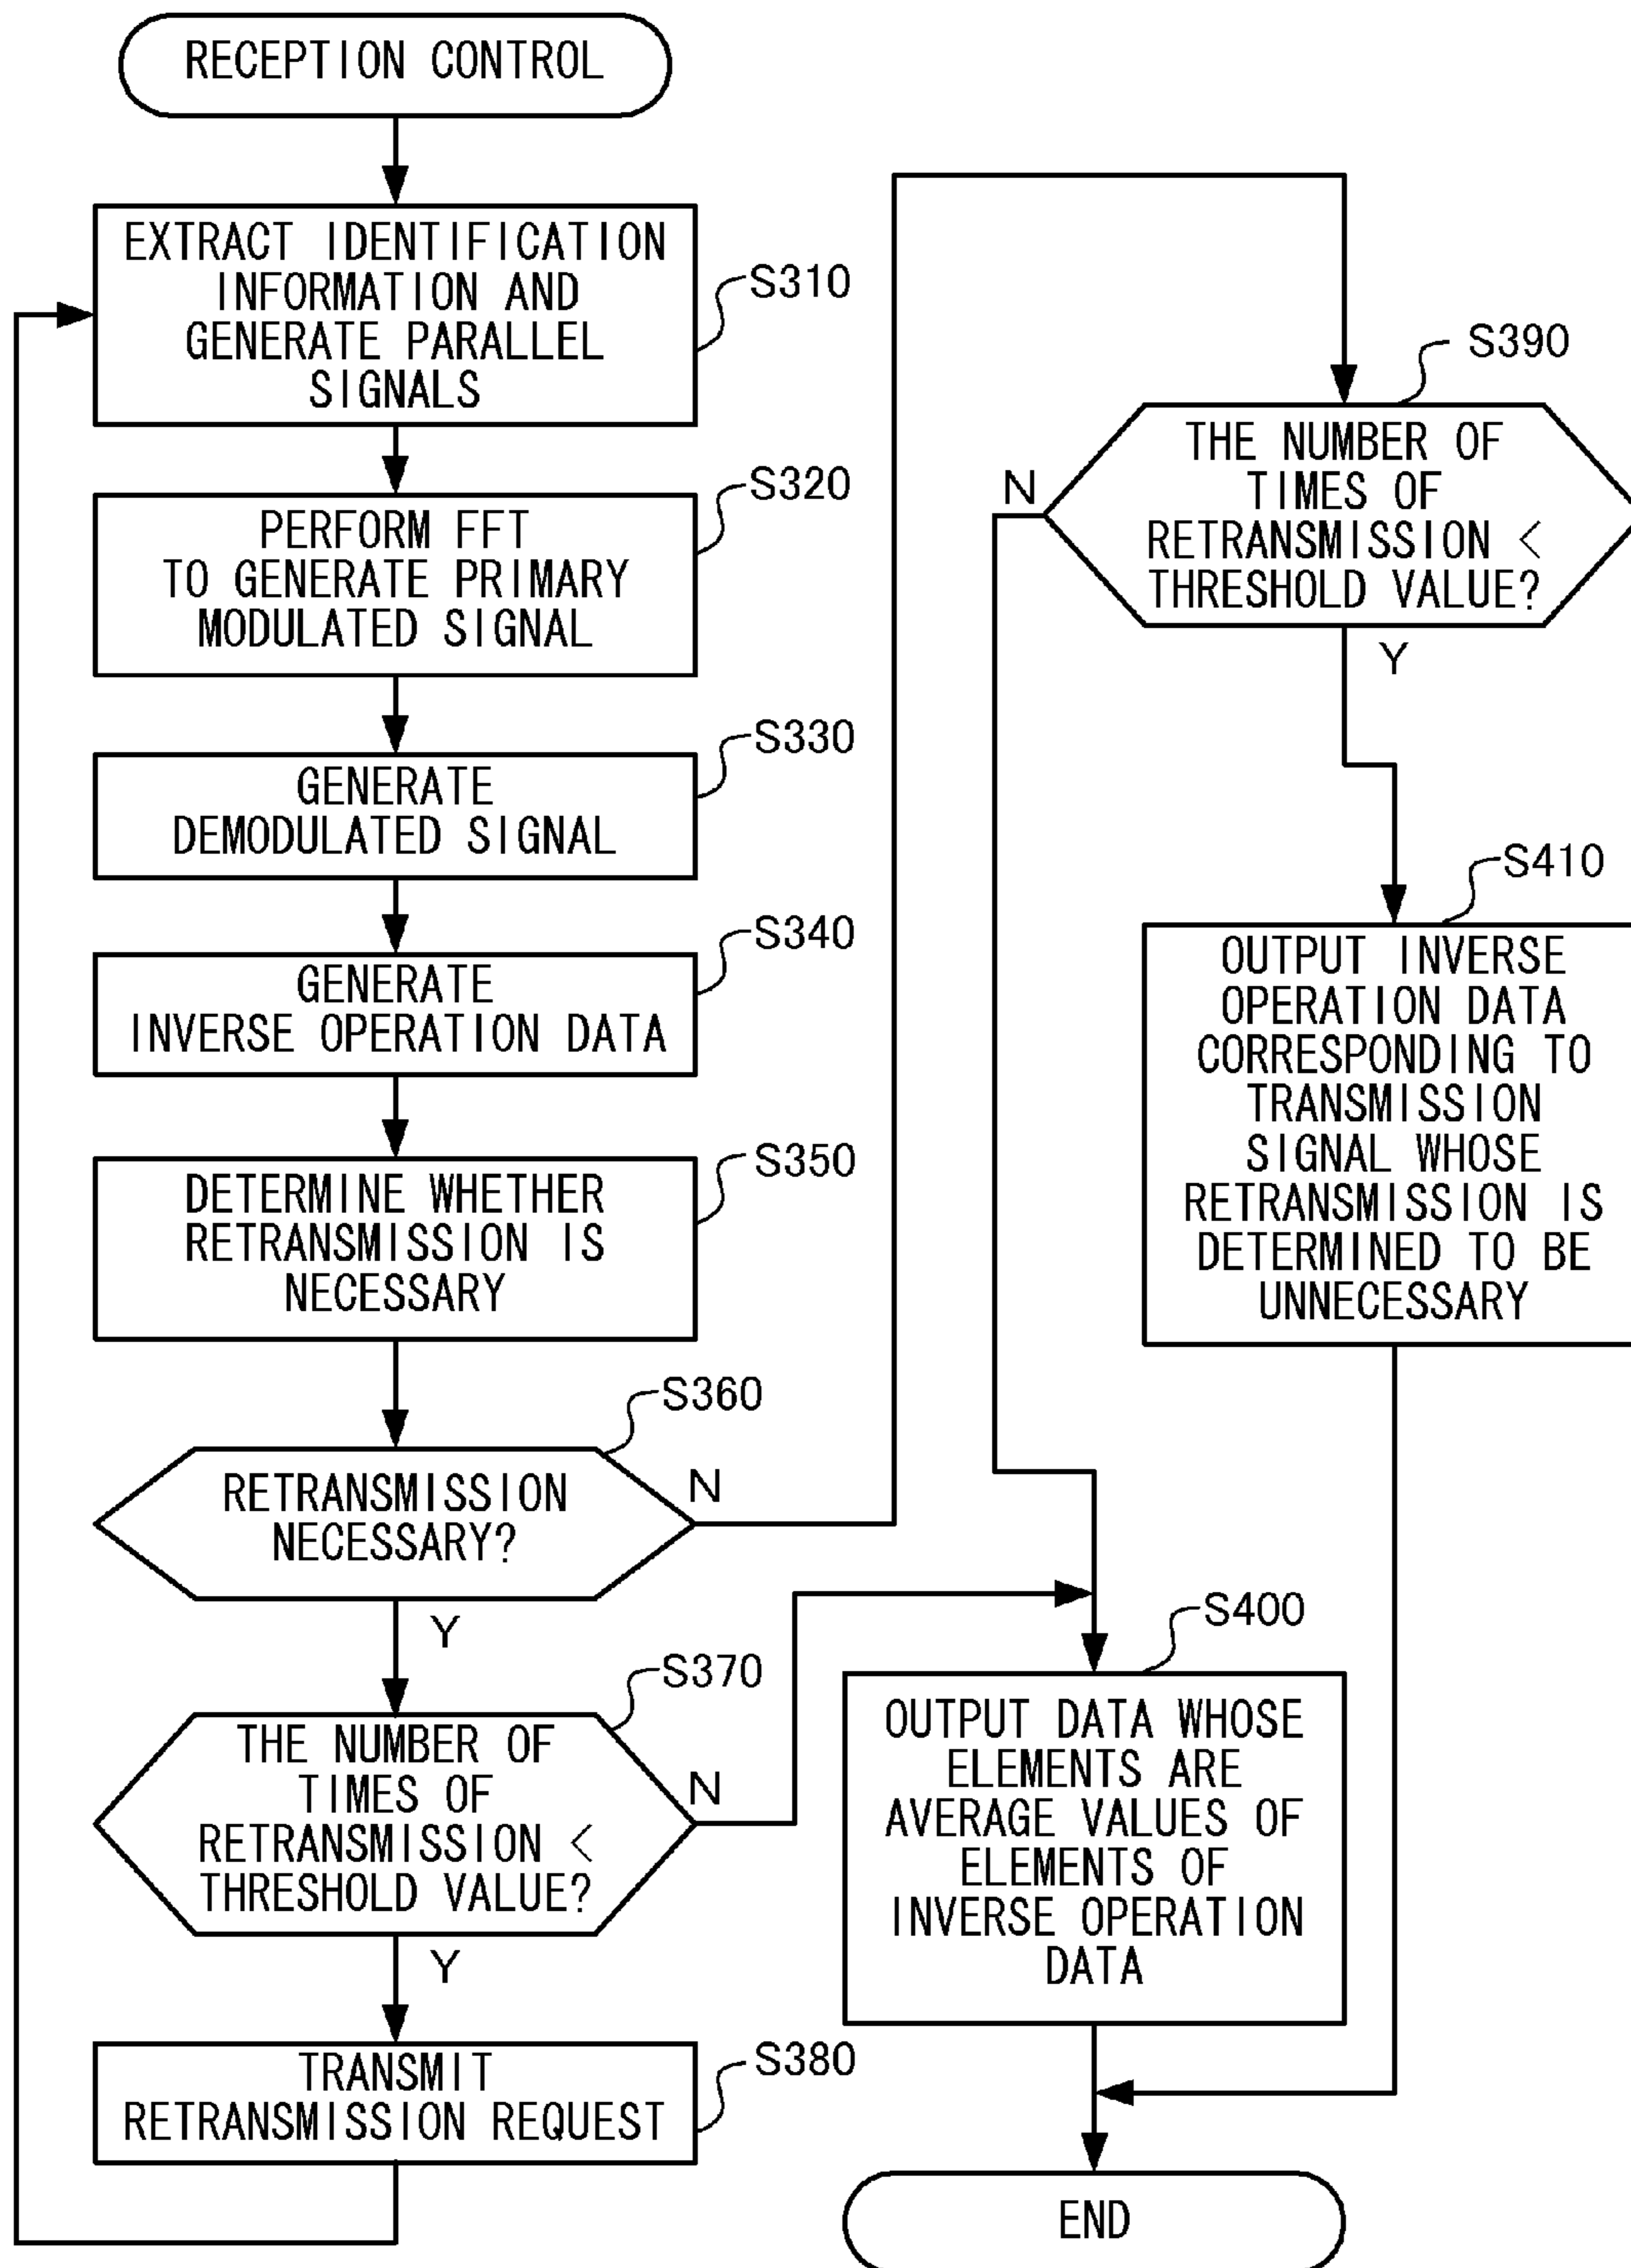 RECEPTION CONTROL
EXTRACT IDENTIFICATION
INFORMATION AND
GENERATE PARALLEL
SIGNALS
S310
PERFORM FFT
TO GENERATE PRIMARY
MODULATED SIGNAL
S320
GENERATE
DEMODULATED SIGNAL
S330
GENERATE
INVERSE OPERATION DATA
S340
DETERMINE WHETHER
RETRANSMISSION IS
NECESSARY
S350
RETRANSMISSION
NECESSARY?
S360
N
Y
THE NUMBER OF
TIMES OF
RETRANSMISSION <
THRESHOLD VALUE?
S370
N
Y
TRANSMIT
RETRANSMISSION REQUEST
S380
THE NUMBER OF
TIMES OF
RETRANSMISSION <
THRESHOLD VALUE?
S390
N
Y
OUTPUT INVERSE
OPERATION DATA
CORRESPONDING TO
TRANSMISSION
SIGNAL WHOSE
RETRANSMISSION IS
DETERMINED TO BE
UNNECESSARY
S410
OUTPUT DATA WHOSE
ELEMENTS ARE
AVERAGE VALUES OF
ELEMENTS OF
INVERSE OPERATION
DATA
S400
END